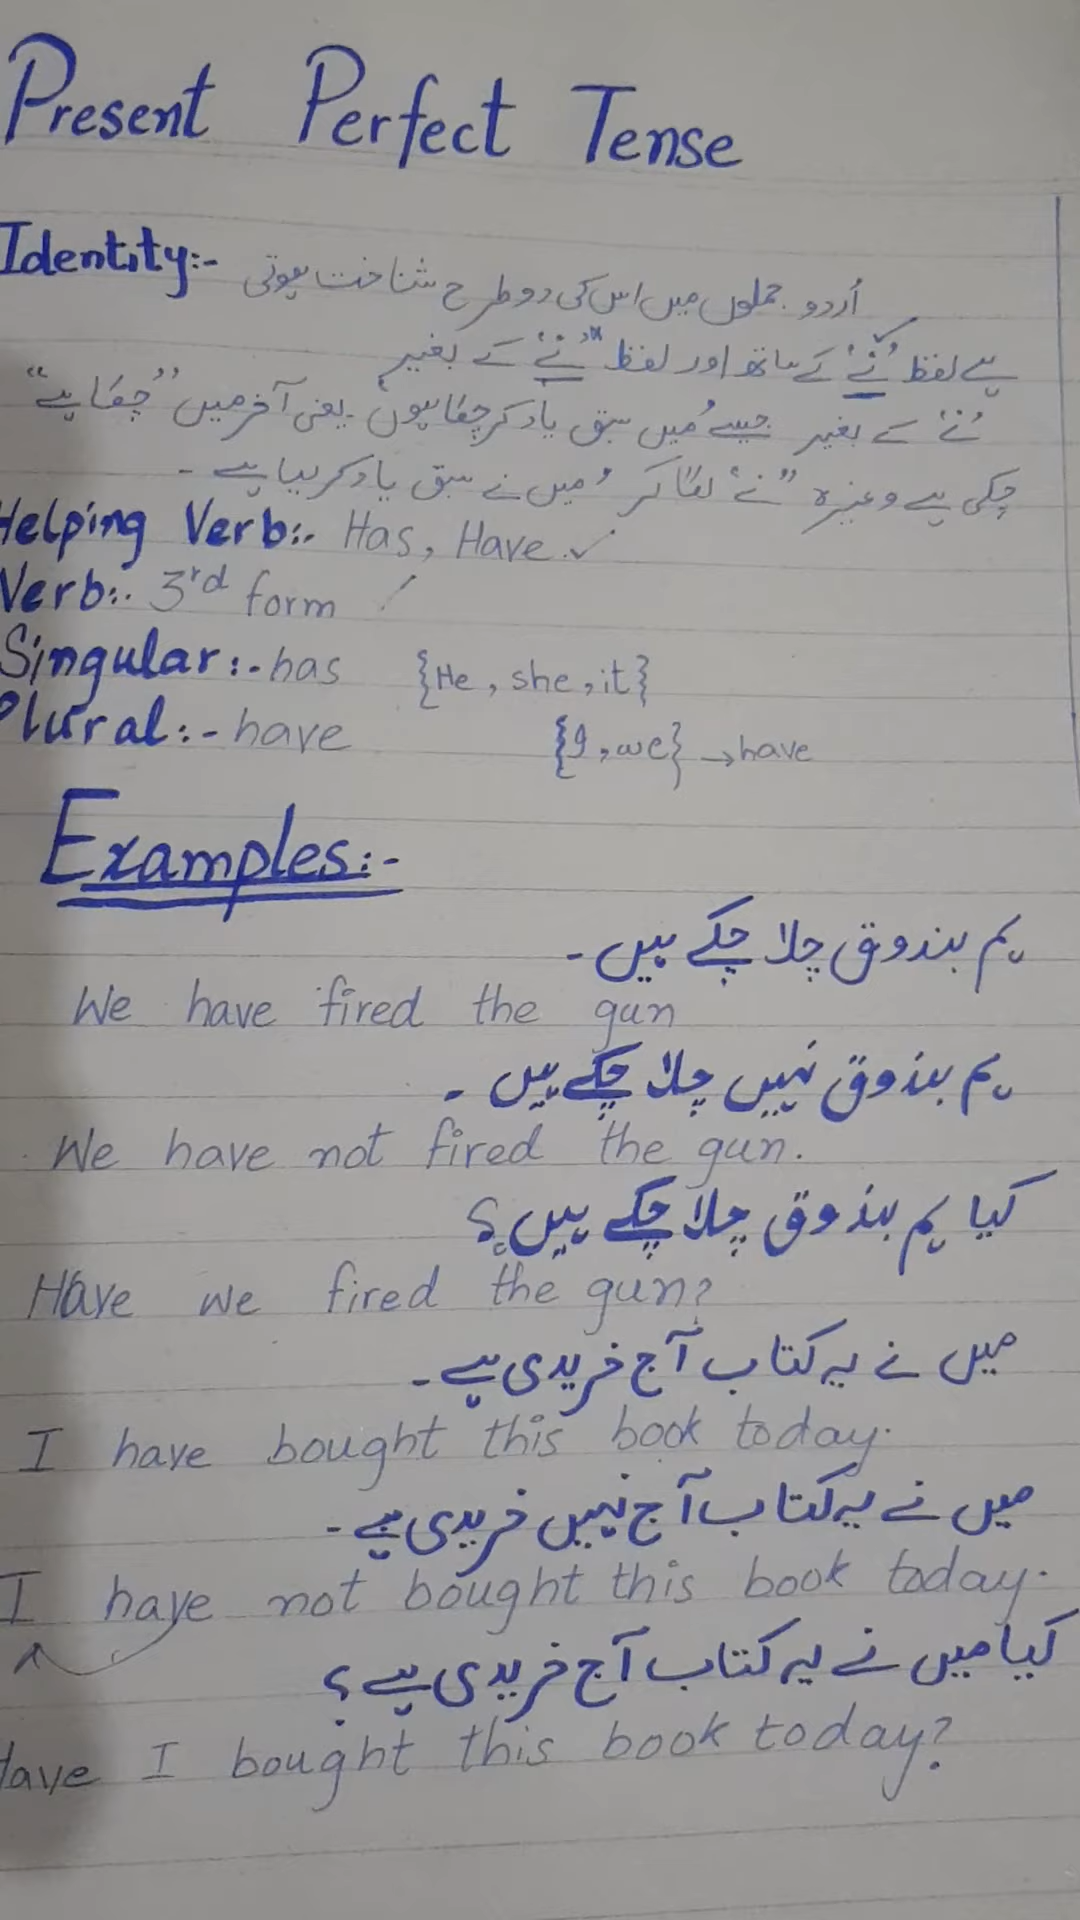 Present Perfect Tense
Identity:- اُردو جملوں میں اس کی دو طرح شناخت ہوتی
ہے لفظ ”نے“ کے ساتھ اور لفظ ”نے“ کے بغیر
”نے“ کے بغیر جیسے میں سبق یاد کر چکا ہوں یعنی آخر میں ”چکا ہے“
چکی ہے وغیرہ ”نے“ لگا کر ’میں نے سبق یاد کر لیا ہے ۔
Helping Verb:- Has, Have
Verb:- 3rd form
Singular:- has {He, she, it}
Plural:- have {I, we} → have
Examples:-
ہم بندوق چلا چکے ہیں ۔
We have fired the gun
ہم بندوق نہیں چلا چکے ہیں ۔
We have not fired the gun.
کیا ہم بندوق چلا چکے ہیں؟
Have we fired the gun?
میں نے یہ کتاب آج خریدی ہے ۔
I have bought this book today.
میں نے یہ کتاب آج نہیں خریدی ہے ۔
I have not bought this book today.
کیا میں نے یہ کتاب آج خریدی ہے ؟
Have I bought this book today?